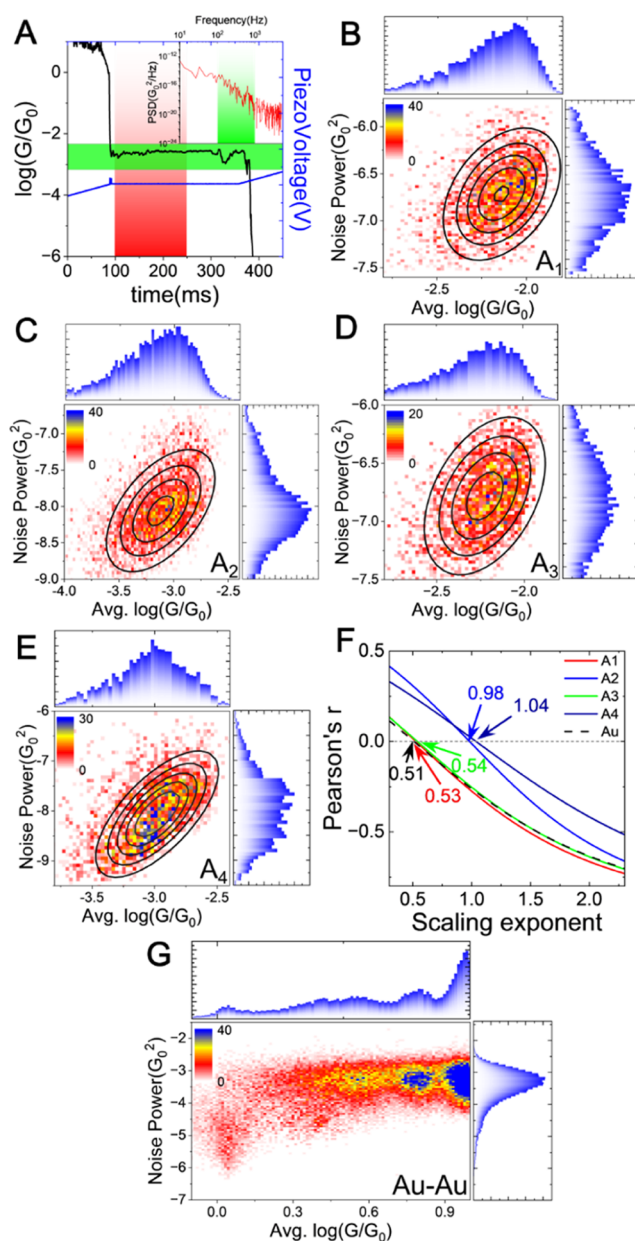 A
Frequency(Hz)
10¹ 10² 10³
10⁻¹²
10⁻¹⁶
10⁻²⁰
10⁻²⁴
PSD(G₀²/Hz)
log(G/G₀)
0
-2
-4
-6
100 200 300 400
time(ms)
PiezoVoltage(V)
B
40
0
Noise Power(G₀²)
-6.0
-6.5
-7.0
-7.5
A₁
-2.5 -2.0
Avg. log(G/G₀)
C
40
0
Noise Power(G₀²)
-7.0
-7.5
-8.0
-8.5
-9.0
A₂
-4.0 -3.5 -3.0 -2.5
Avg. log(G/G₀)
D
20
0
Noise Power(G₀²)
-6.0
-6.5
-7.0
-7.5
A₃
-2.5 -2.0
Avg. log(G/G₀)
E
30
0
Noise Power(G₀²)
-6
-7
-8
-9
A₄
-3.5 -3.0 -2.5
Avg. log(G/G₀)
F
0.5
0.0
-0.5
Pearson's r
A1
A2
A3
A4
Au
0.98
1.04
0.51
0.54
0.53
0.5 1.0 1.5 2.0
Scaling exponent
G
40
0
Noise Power(G₀²)
-2
-3
-4
-5
-6
-7
Au-Au
0.0 0.3 0.6 0.9
Avg. log(G/G₀)